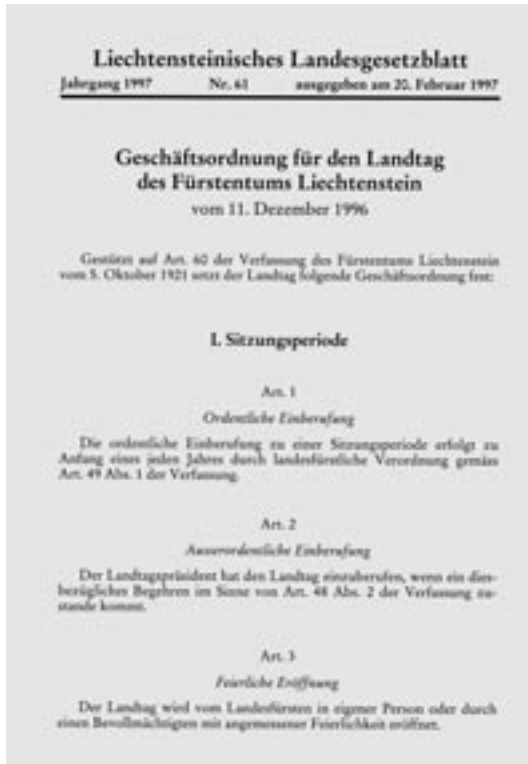 Liechtensteinisches Landesgesetzblatt
Jahrgang 1997 Nr. 61 ausgegeben am 20. Februar 1997
Geschäftsordnung für den Landtag
des Fürstentums Liechtenstein
vom 11. Dezember 1996
Gestützt auf Art. 60 der Verfassung des Fürstentums Liechtenstein
vom 5. Oktober 1921 setzt der Landtag folgende Geschäftsordnung fest:
I. Sitzungsperiode
Art. 1
Ordentliche Einberufung
Die ordentliche Einberufung zu einer Sitzungsperiode erfolgt zu
Anfang eines jeden Jahres durch landesfürstliche Verordnung gemäss
Art. 49 Abs. 1 der Verfassung.
Art. 2
Ausserordentliche Einberufung
Der Landtagspräsident hat den Landtag einzuberufen, wenn ein dies-
bezügliches Begehren im Sinne von Art. 48 Abs. 2 der Verfassung zu-
stande kommt.
Art. 3
Feierliche Eröffnung
Der Landtag wird vom Landesfürsten in eigener Person oder durch
einen Bevollmächtigten mit angemessener Feierlichkeit eröffnet.